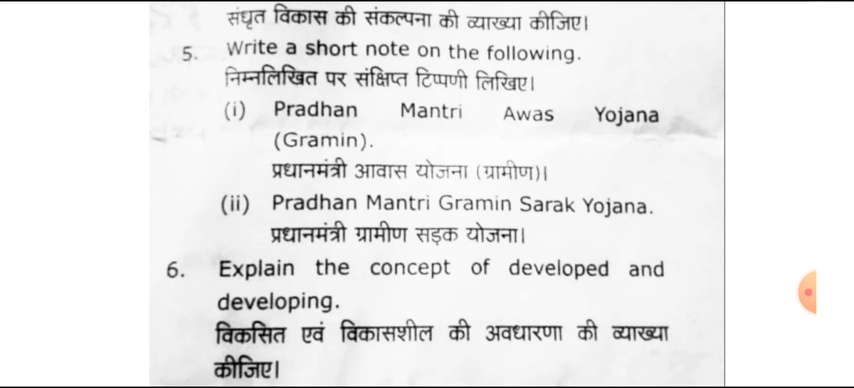 संधृत विकास की संकल्पना की व्याख्या कीजिए।
5. Write a short note on the following.
निम्नलिखित पर संक्षिप्त टिप्पणी लिखिए।
(i) Pradhan Mantri Awas Yojana
(Gramin).
प्रधानमंत्री आवास योजना (ग्रामीण)।
(ii) Pradhan Mantri Gramin Sarak Yojana.
प्रधानमंत्री ग्रामीण सड़क योजना।
6. Explain the concept of developed and
developing.
विकसित एवं विकासशील की अवधारणा की व्याख्या
कीजिए।